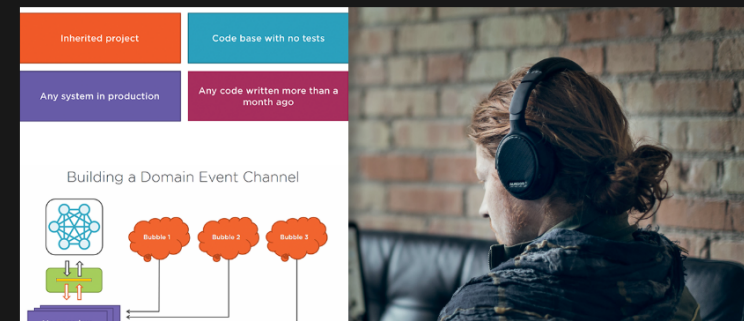 Inherited project
Code base with no tests
Any system in production
Any code written more than a
month ago
Building a Domain Event Channel
Bubble 1
Bubble 2
Bubble 3